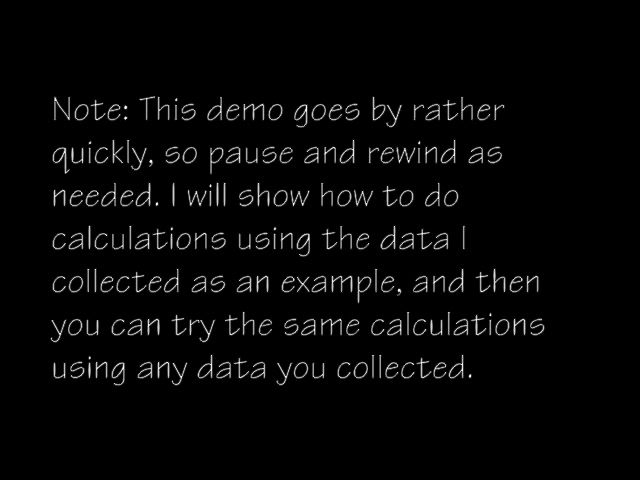 Note: This demo goes by rather
quickly, so pause and rewind as
needed. I will show how to do
calculations using the data I
collected as an example, and then
you can try the same calculations
using any data you collected.